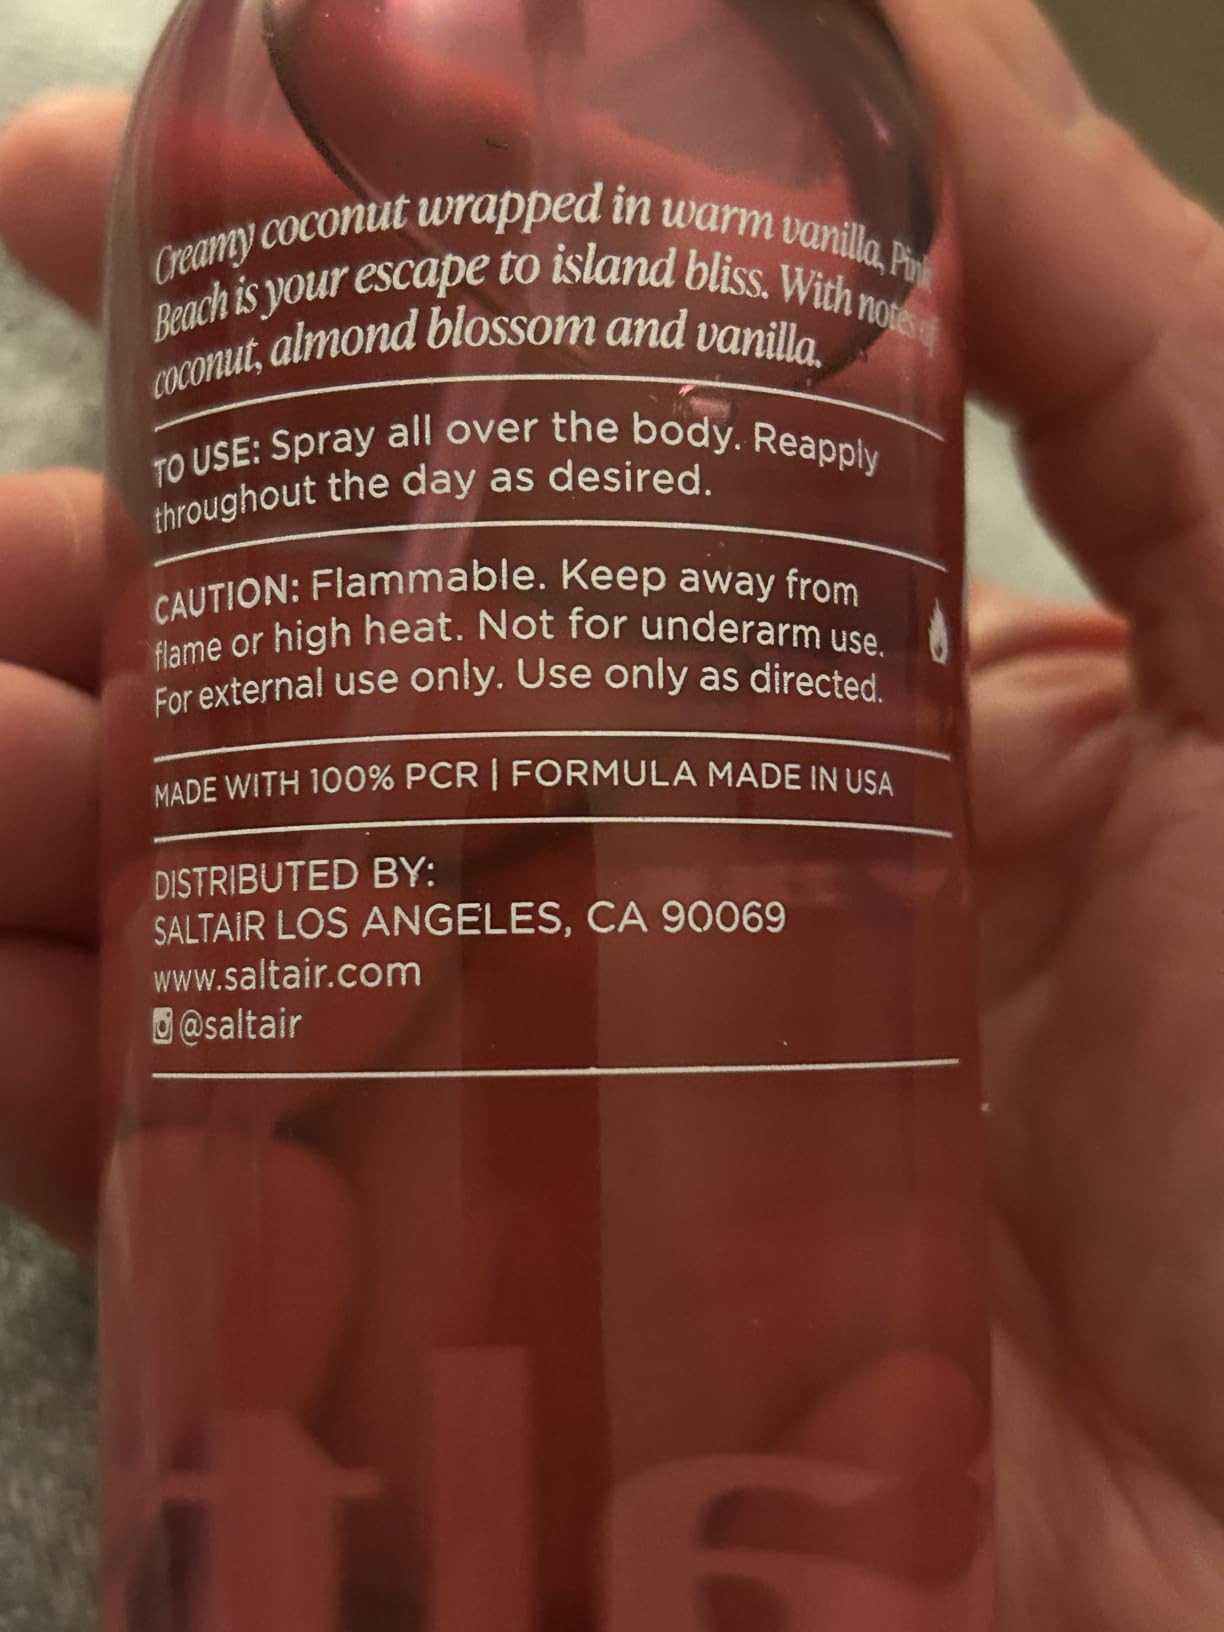 Creamy coconut wrapped in warm vanilla, Pink
Beach is your escape to island bliss. With notes of
coconut, almond blossom and vanilla.
TO USE: Spray all over the body. Reapply
throughout the day as desired.
CAUTION: Flammable. Keep away from
flame or high heat. Not for underarm use.
For external use only. Use only as directed.
MADE WITH 100% PCR | FORMULA MADE IN USA
DISTRIBUTED BY:
SALTAIR LOS ANGELES, CA 90069
www.saltair.com
@saltair